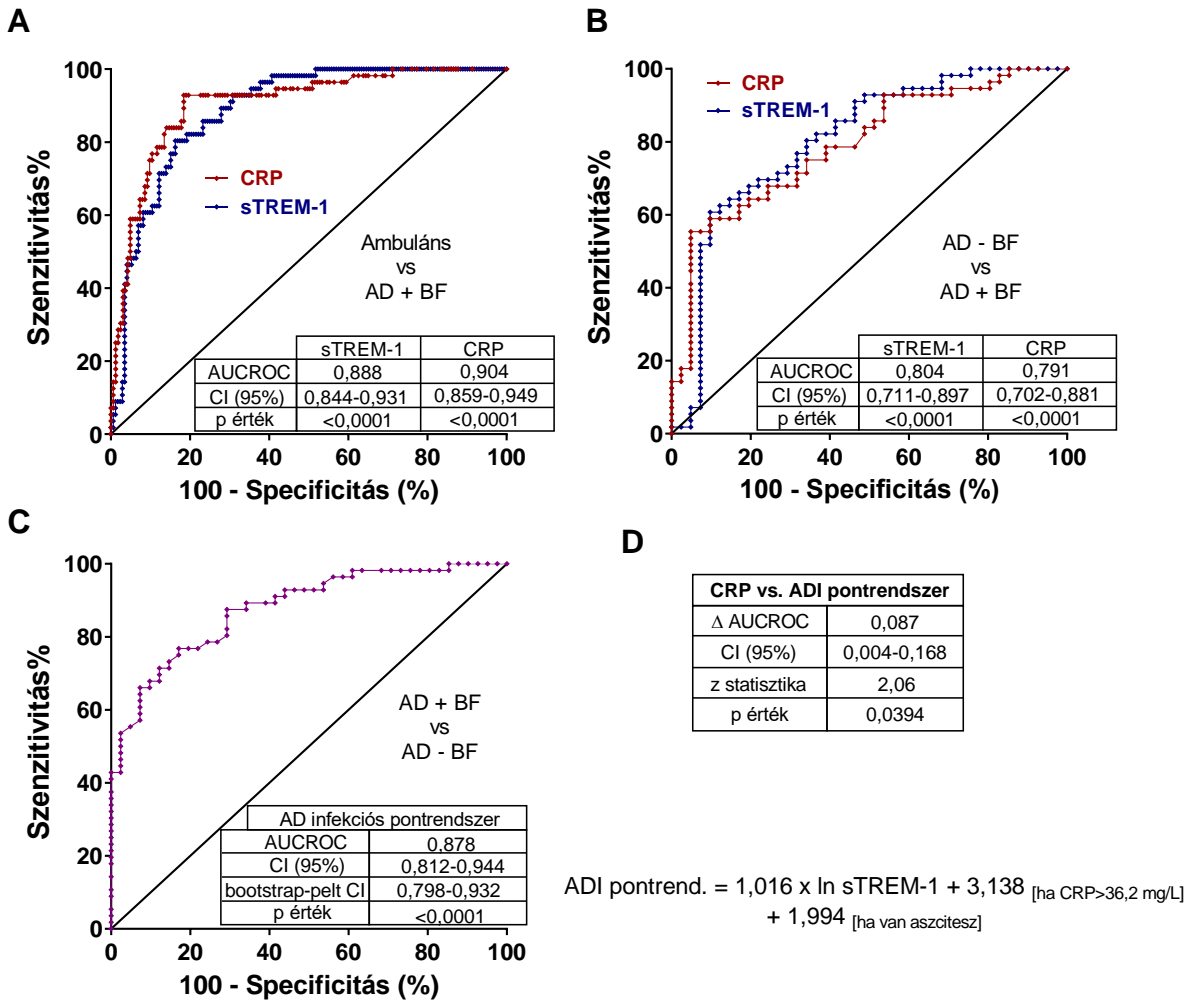 A
Szenzitivitás%
100
80
60
40
20
0
CRP
sTREM-1
Ambuláns
vs
AD + BF
sTREM-1 CRP
AUCROC 0,888 0,904
CI (95%) 0,844-0,931 0,859-0,949
p érték <0,0001 <0,0001
0 20 40 60 80 100
100 - Specificitás (%)
B
Szenzitivitás%
100
80
60
40
20
0
CRP
sTREM-1
AD - BF
vs
AD + BF
sTREM-1 CRP
AUCROC 0,804 0,791
CI (95%) 0,711-0,897 0,702-0,881
p érték <0,0001 <0,0001
0 20 40 60 80 100
100 - Specificitás (%)
C
Szenzitivitás%
100
80
60
40
20
0
AD + BF
vs
AD - BF
AD infekciós pontrendszer
AUCROC 0,878
CI (95%) 0,812-0,944
bootstrap-pelt CI 0,798-0,932
p érték <0,0001
0 20 40 60 80 100
100 - Specificitás (%)
D
CRP vs. ADI pontrendszer
Δ AUCROC 0,087
CI (95%) 0,004-0,168
z statisztika 2,06
p érték 0,0394
ADI pontrend. = 1,016 x ln sTREM-1 + 3,138 [ha CRP>36,2 mg/L]
+ 1,994 [ha van aszcitesz]